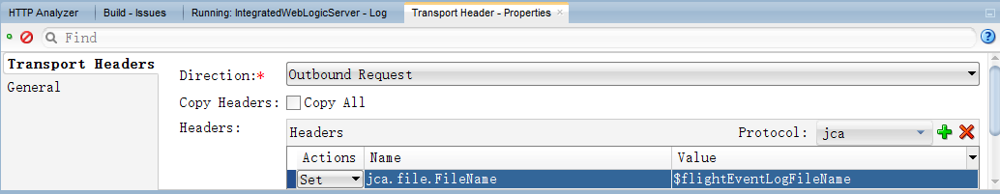 HTTP Analyzer Build - Issues Running: IntegratedWebLogicServer - Log Transport Header - Properties
Find
Transport Headers
General
Direction:* Outbound Request
Copy Headers: Copy All
Headers: Headers Protocol: jca
Actions Name Value
Set jca.file.FileName $flightEventLogFileName